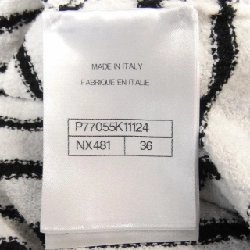 MADE IN ITALY
FABRIQUE EN ITALIE
P77055K11124
NX481 36